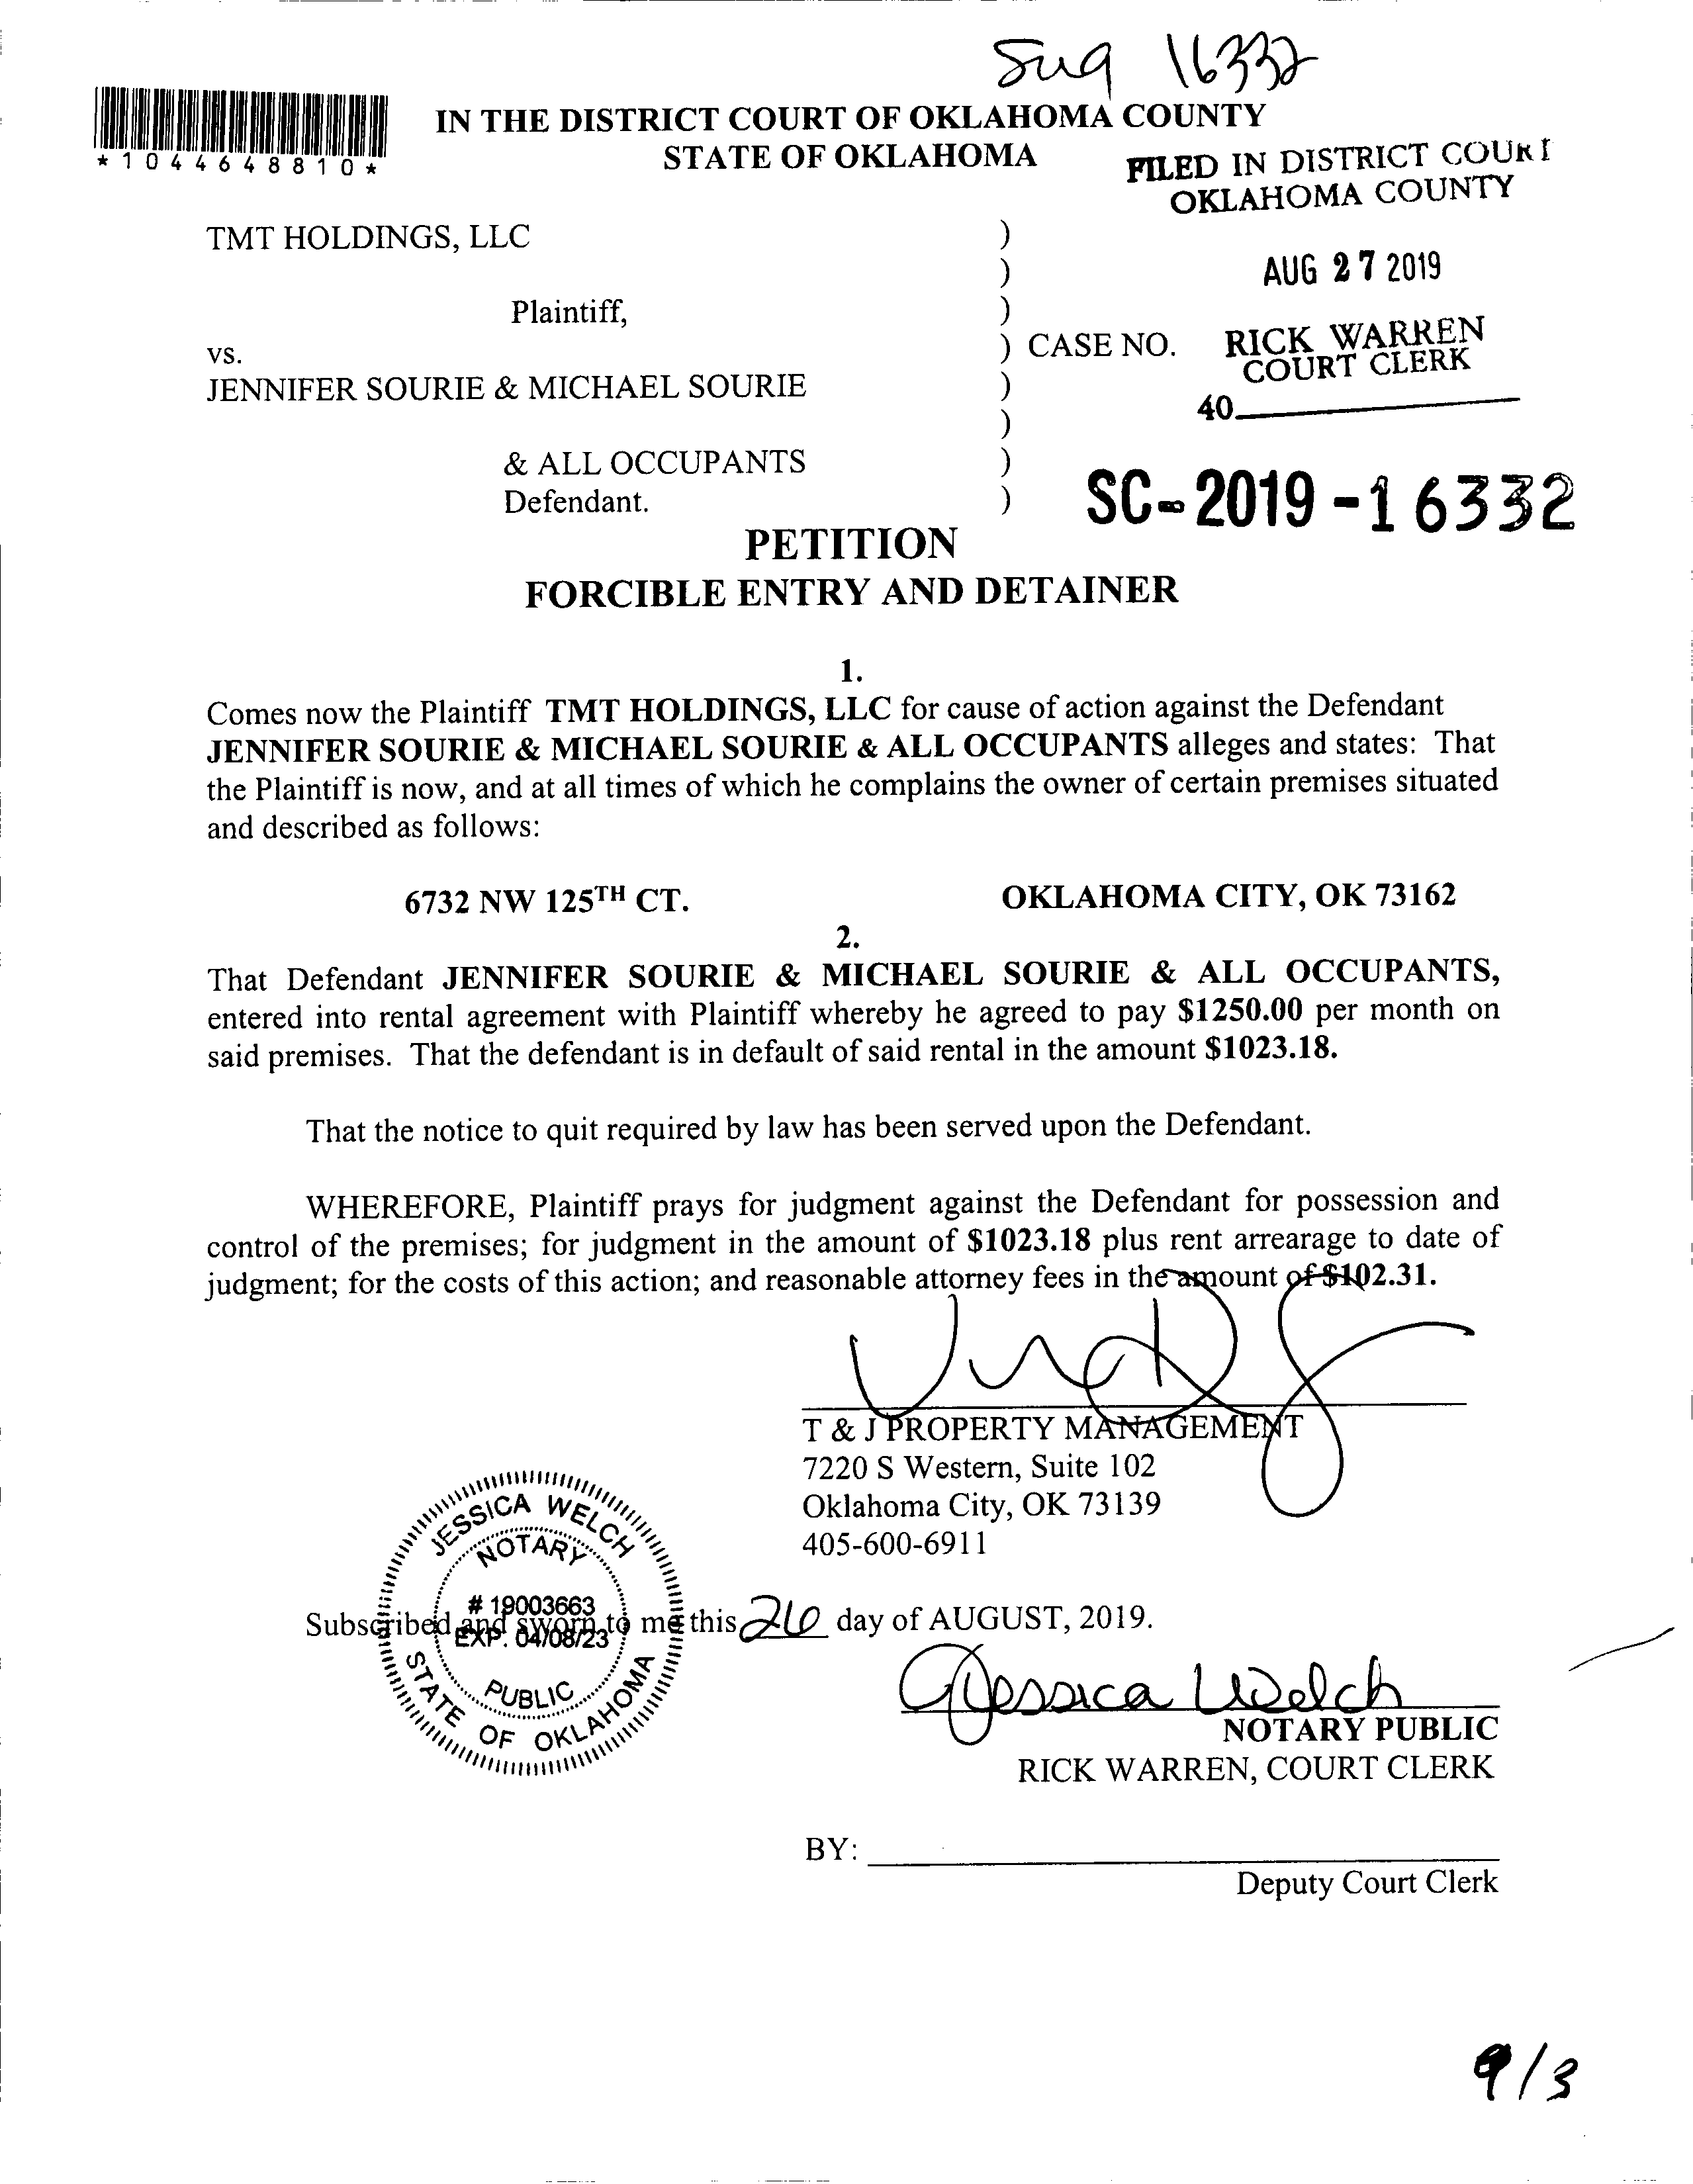 Suq 16332
*1044648810*
IN THE DISTRICT COURT OF OKLAHOMA COUNTY
STATE OF OKLAHOMA
FILED IN DISTRICT COURT
OKLAHOMA COUNTY
TMT HOLDINGS, LLC )
)
AUG 27 2019
Plaintiff, )
vs. ) CASE NO.
RICK WARREN
COURT CLERK
JENNIFER SOURIE & MICHAEL SOURIE )
)
40
& ALL OCCUPANTS )
Defendant. )
SC-2019-16332
PETITION
FORCIBLE ENTRY AND DETAINER
1.
Comes now the Plaintiff TMT HOLDINGS, LLC for cause of action against the Defendant
JENNIFER SOURIE & MICHAEL SOURIE & ALL OCCUPANTS alleges and states: That
the Plaintiff is now, and at all times of which he complains the owner of certain premises situated
and described as follows:
6732 NW 125TH CT. OKLAHOMA CITY, OK 73162
2.
That Defendant JENNIFER SOURIE & MICHAEL SOURIE & ALL OCCUPANTS,
entered into rental agreement with Plaintiff whereby he agreed to pay $1250.00 per month on
said premises. That the defendant is in default of said rental in the amount $1023.18.
That the notice to quit required by law has been served upon the Defendant.
WHEREFORE, Plaintiff prays for judgment against the Defendant for possession and
control of the premises; for judgment in the amount of $1023.18 plus rent arrearage to date of
judgment; for the costs of this action; and reasonable attorney fees in the amount of $102.31.
T & J PROPERTY MANAGEMENT
7220 S Western, Suite 102
Oklahoma City, OK 73139
405-600-6911
JESSICA WELCH
NOTARY
# 19003663
EXP. 04/08/23
PUBLIC
STATE OF OKLAHOMA
Subscribed and sworn to me this 26 day of AUGUST, 2019.
Jessica Welch
NOTARY PUBLIC
RICK WARREN, COURT CLERK
BY:
Deputy Court Clerk
9/3